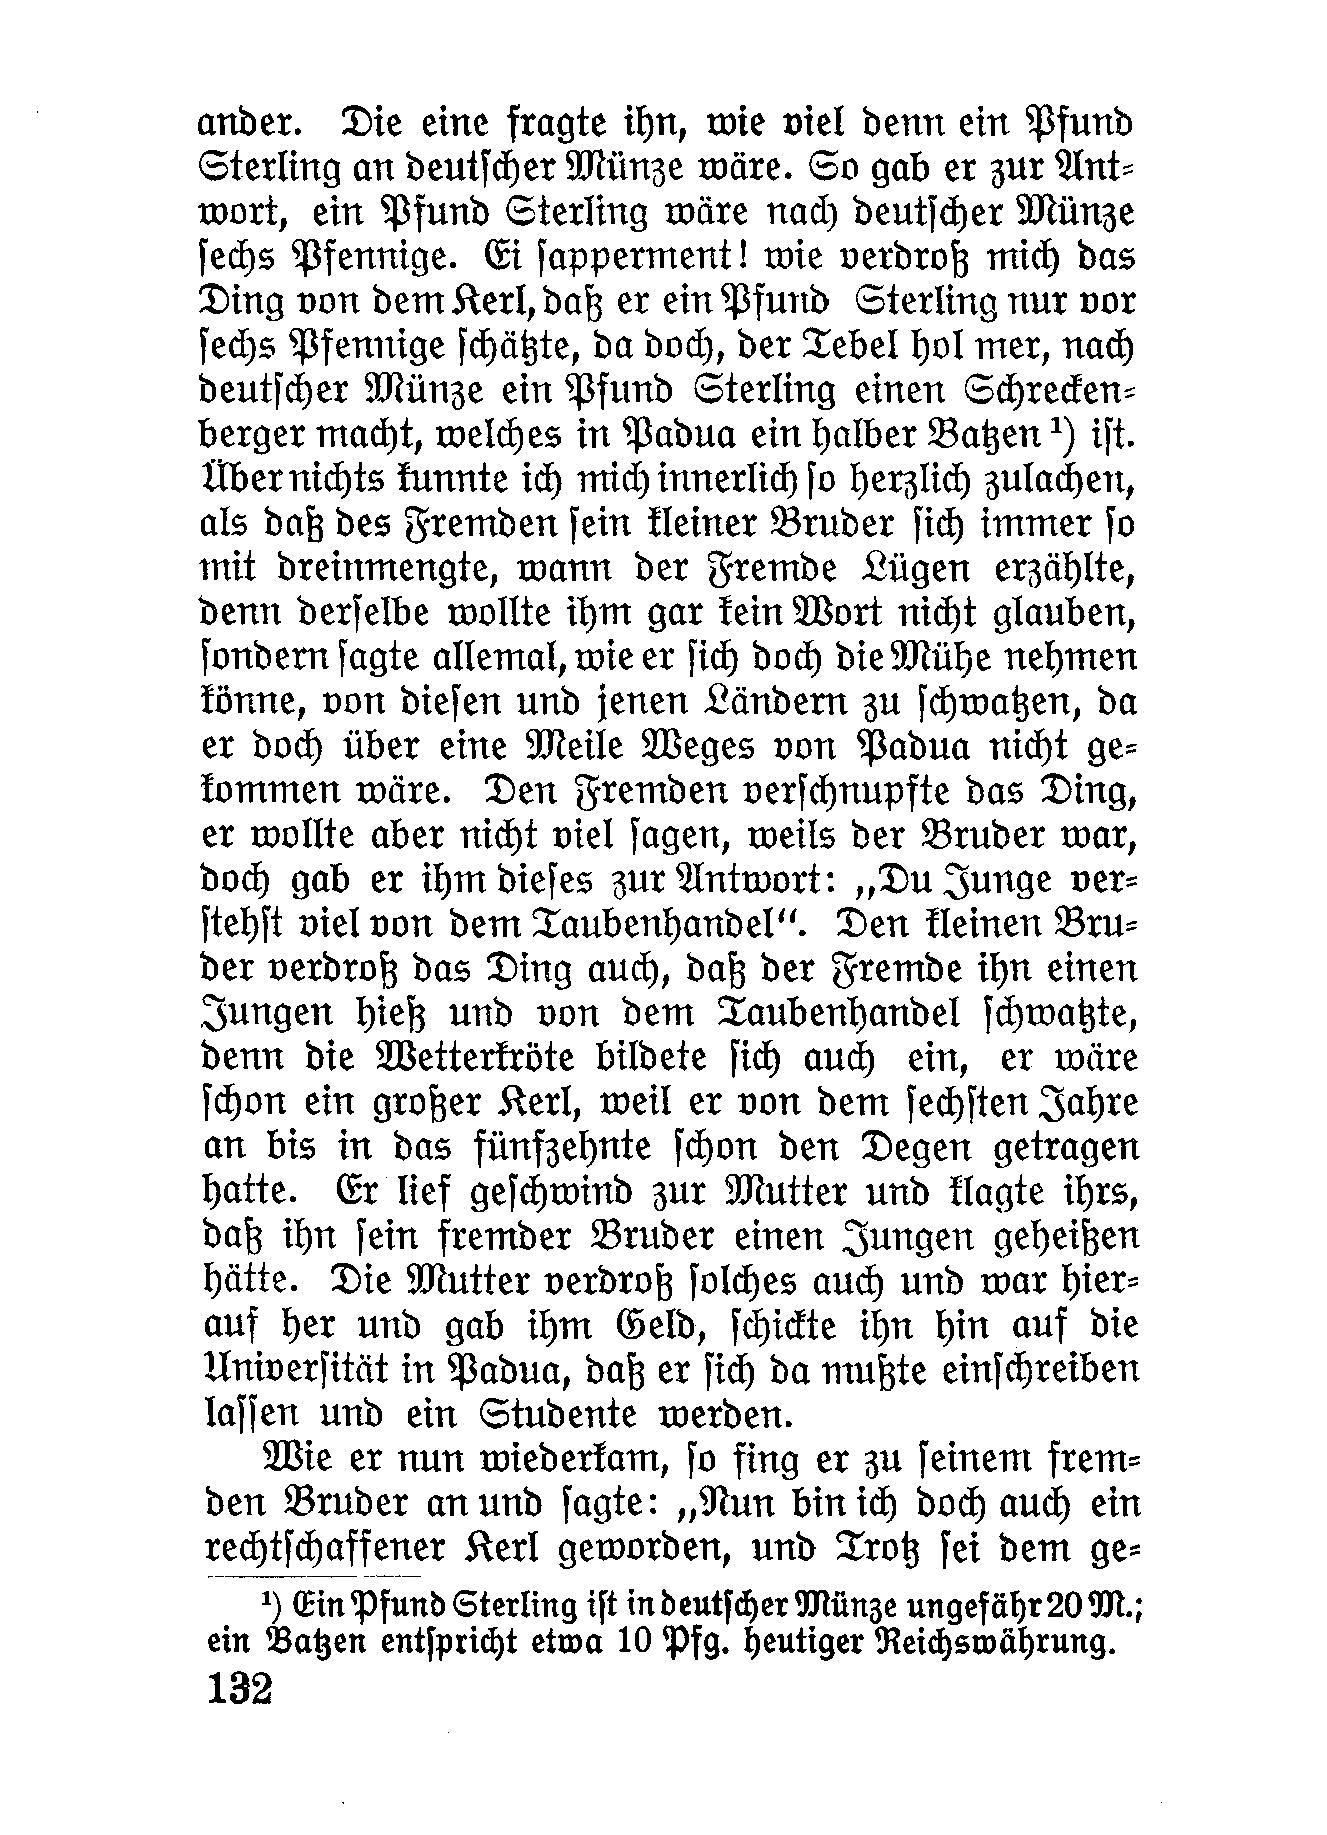 ander. Die eine fragte ihn, wie viel denn ein Pfund
Sterling an deutscher Münze wäre. So gab er zur Ant-
wort, ein Pfund Sterling wäre nach deutscher Münze
sechs Pfennige. Ei sapperment! wie verdroß mich das
Ding von dem Kerl, daß er ein Pfund Sterling nur vor
sechs Pfennige schätzte, da doch, der Tebel hol mer, nach
deutscher Münze ein Pfund Sterling einen Schrecken-
berger macht, welches in Padua ein halber Batzen ¹) ist.
Über nichts kunnte ich mich innerlich so herzlich zulachen,
als daß des Fremden sein kleiner Bruder sich immer so
mit dreinmengte, wann der Fremde Lügen erzählte,
denn derselbe wollte ihm gar kein Wort nicht glauben,
sondern sagte allemal, wie er sich doch die Mühe nehmen
könne, von diesen und jenen Ländern zu schwatzen, da
er doch über eine Meile Weges von Padua nicht ge-
kommen wäre. Den Fremden verschnupfte das Ding,
er wollte aber nicht viel sagen, weils der Bruder war,
doch gab er ihm dieses zur Antwort: „Du Junge ver-
stehst viel von dem Taubenhandel“. Den kleinen Bru-
der verdroß das Ding auch, daß der Fremde ihn einen
Jungen hieß und von dem Taubenhandel schwatzte,
denn die Wetterkröte bildete sich auch ein, er wäre
schon ein großer Kerl, weil er von dem sechsten Jahre
an bis in das fünfzehnte schon den Degen getragen
hatte. Er lief geschwind zur Mutter und klagte ihrs,
daß ihn sein fremder Bruder einen Jungen geheißen
hätte. Die Mutter verdroß solches auch und war hier-
auf her und gab ihm Geld, schickte ihn hin auf die
Universität in Padua, daß er sich da mußte einschreiben
lassen und ein Studente werden.
Wie er nun wiederkam, so fing er zu seinem frem-
den Bruder an und sagte: „Nun bin ich doch auch ein
rechtschaffener Kerl geworden, und Trotz sei dem ge-
¹) Ein Pfund Sterling ist in deutscher Münze ungefähr 20 M.;
ein Batzen entspricht etwa 10 Pfg. heutiger Reichswährung.
132